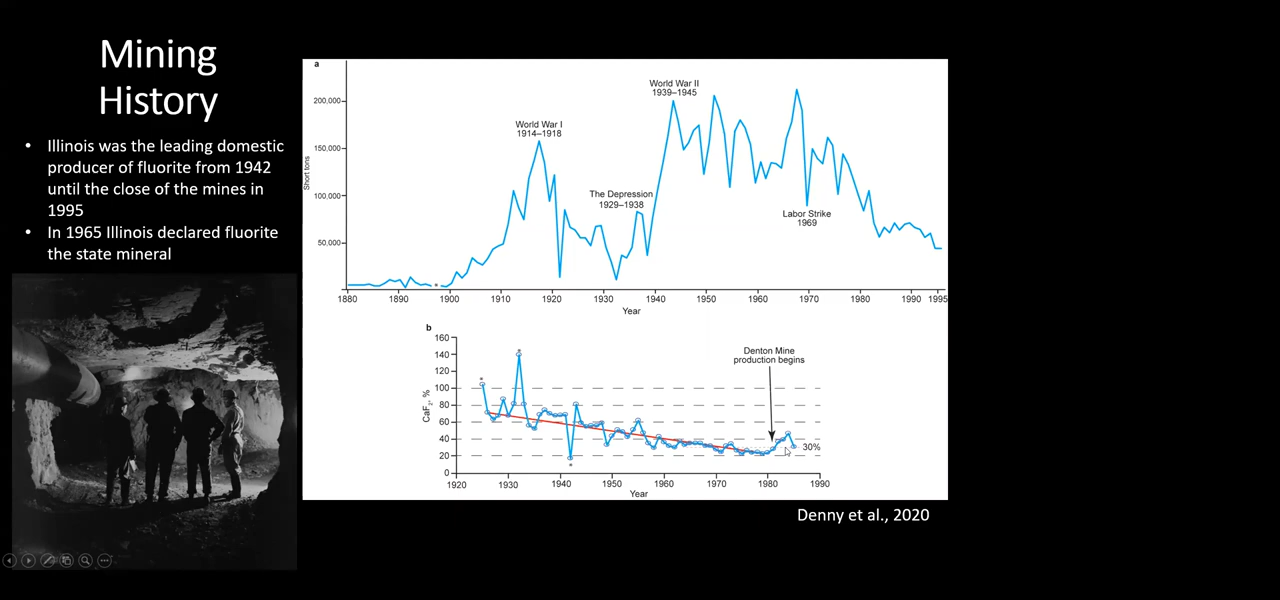 Mining
History
• Illinois was the leading domestic
producer of fluorite from 1942
until the close of the mines in
1995
• In 1965 Illinois declared fluorite
the state mineral
a
200,000
150,000
100,000
50,000
Short tons
World War I
1914–1918
The Depression
1929–1938
World War II
1939–1945
Labor Strike
1969
*
1880 1890 1900 1910 1920 1930 1940 1950 1960 1970 1980 1990 1995
Year
b
160
140
120
100
80
60
40
20
0
CaF2, %
*
*
*
Denton Mine
production begins
30%
1920 1930 1940 1950 1960 1970 1980 1990
Year
Denny et al., 2020